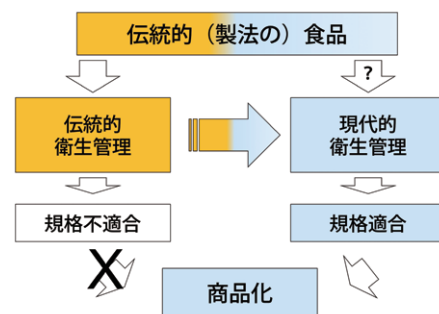 伝統的（製法の）食品
?
伝統的
衛生管理
現代的
衛生管理
規格不適合
規格適合
X
商品化